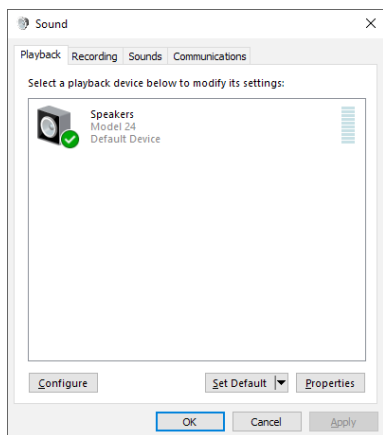 Sound
Playback Recording Sounds Communications
Select a playback device below to modify its settings:
Speakers
Model 24
Default Device
Configure Set Default Properties
OK Cancel Apply